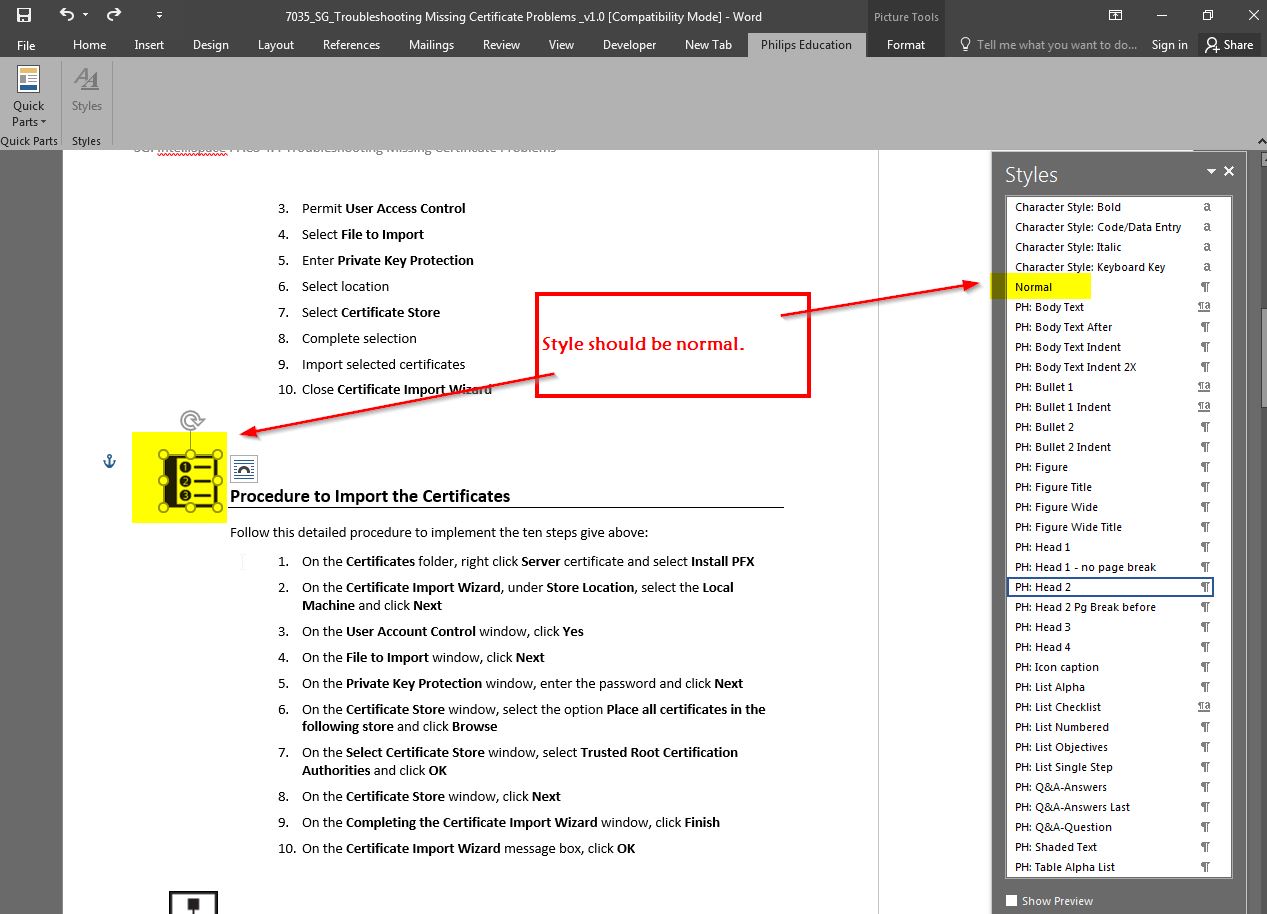 7035_SG_Troubleshooting Missing Certificate Problems _v1.0 [Compatibility Mode] - Word
Picture Tools
File Home Insert Design Layout References Mailings Review View Developer New Tab Philips Education Format Tell me what you want to do... Sign in Share
Quick Parts
Styles
Quick Parts Styles
Troubleshooting Missing Certificate Problems
3. Permit User Access Control
4. Select File to Import
5. Enter Private Key Protection
6. Select location
7. Select Certificate Store
8. Complete selection
9. Import selected certificates
10. Close Certificate Import Wizard
Style should be normal.
1
2
3
Procedure to Import the Certificates
Follow this detailed procedure to implement the ten steps give above:
1. On the Certificates folder, right click Server certificate and select Install PFX
2. On the Certificate Import Wizard, under Store Location, select the Local
Machine and click Next
3. On the User Account Control window, click Yes
4. On the File to Import window, click Next
5. On the Private Key Protection window, enter the password and click Next
6. On the Certificate Store window, select the option Place all certificates in the
following store and click Browse
7. On the Select Certificate Store window, select Trusted Root Certification
Authorities and click OK
8. On the Certificate Store window, click Next
9. On the Completing the Certificate Import Wizard window, click Finish
10. On the Certificate Import Wizard message box, click OK
Styles
Character Style: Bold a
Character Style: Code/Data Entry a
Character Style: Italic a
Character Style: Keyboard Key a
Normal ¶
PH: Body Text ¶a
PH: Body Text After ¶
PH: Body Text Indent ¶
PH: Body Text Indent 2X ¶
PH: Bullet 1 ¶a
PH: Bullet 1 Indent ¶a
PH: Bullet 2 ¶
PH: Bullet 2 Indent ¶
PH: Figure ¶
PH: Figure Title ¶
PH: Figure Wide ¶
PH: Figure Wide Title ¶
PH: Head 1 ¶
PH: Head 1 - no page break ¶
PH: Head 2 ¶
PH: Head 2 Pg Break before ¶
PH: Head 3 ¶
PH: Head 4 ¶
PH: Icon caption ¶
PH: List Alpha ¶
PH: List Checklist ¶a
PH: List Numbered ¶
PH: List Objectives ¶
PH: List Single Step ¶
PH: Q&A-Answers ¶
PH: Q&A-Answers Last ¶
PH: Q&A-Question ¶
PH: Shaded Text ¶
PH: Table Alpha List ¶
Show Preview